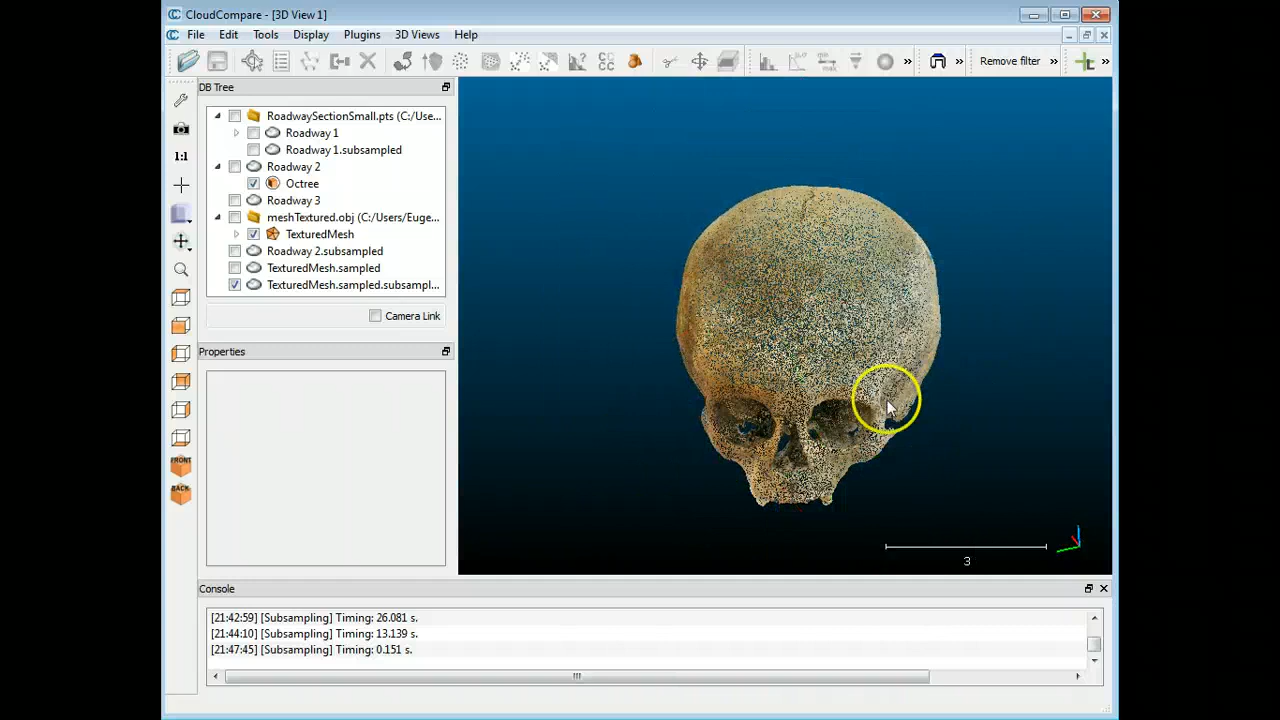 CloudCompare - [3D View 1]
File Edit Tools Display Plugins 3D Views Help
1:1
Remove filter
DB Tree
RoadwaySectionSmall.pts (C:/Use...
Roadway 1
Roadway 1.subsampled
Roadway 2
Octree
Roadway 3
meshTextured.obj (C:/Users/Euge...
TexturedMesh
Roadway 2.subsampled
TexturedMesh.sampled
TexturedMesh.sampled.subsampl...
Camera Link
Properties
FRONT
BACK
3
Console
[21:42:59] [Subsampling] Timing: 26.081 s.
[21:44:10] [Subsampling] Timing: 13.139 s.
[21:47:45] [Subsampling] Timing: 0.151 s.